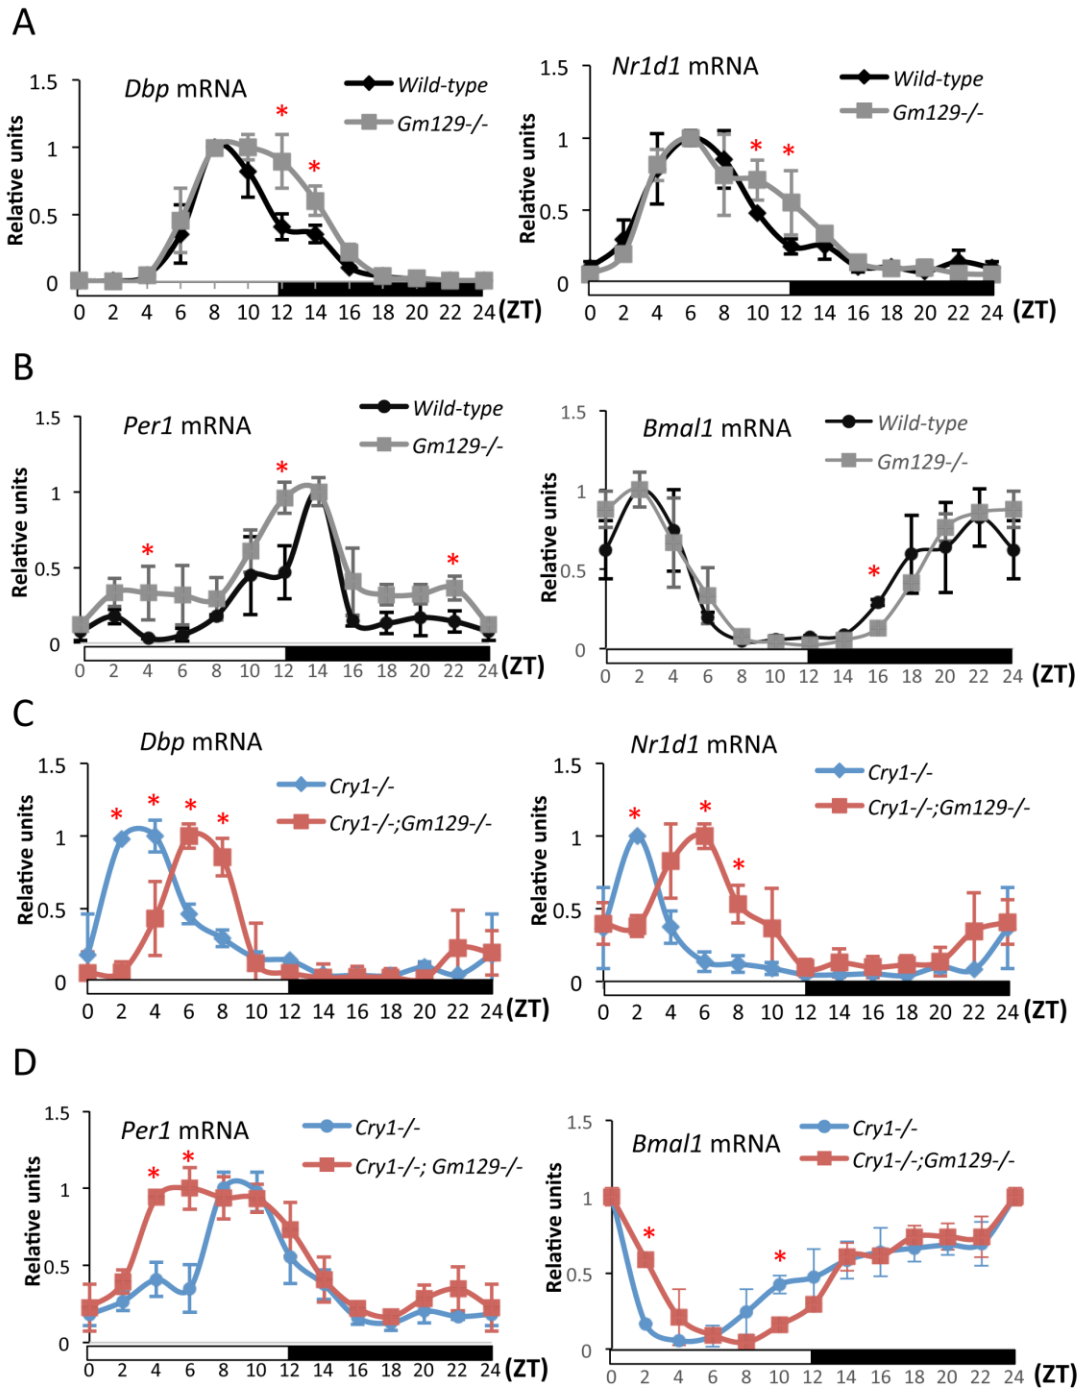 A
Dbp mRNA
Wild-type
Gm129-/-
*
*
Relative units
1.5
1
0.5
0
0 2 4 6 8 10 12 14 16 18 20 22 24 (ZT)
Nr1d1 mRNA
Wild-type
Gm129-/-
* *
Relative units
1.5
1
0.5
0
0 2 4 6 8 10 12 14 16 18 20 22 24 (ZT)
B
Per1 mRNA
Wild-type
Gm129-/-
* * *
Relative units
1.5
1
0.5
0
0 2 4 6 8 10 12 14 16 18 20 22 24 (ZT)
Bmal1 mRNA
Wild-type
Gm129-/-
*
Relative units
1.5
1
0.5
0
0 2 4 6 8 10 12 14 16 18 20 22 24 (ZT)
C
Dbp mRNA
Cry1-/-
Cry1-/-;Gm129-/-
* * * *
Relative units
1.5
1
0.5
0
0 2 4 6 8 10 12 14 16 18 20 22 24 (ZT)
Nr1d1 mRNA
Cry1-/-
Cry1-/-;Gm129-/-
* * *
Relative units
1.5
1
0.5
0
0 2 4 6 8 10 12 14 16 18 20 22 24 (ZT)
D
Per1 mRNA
Cry1-/-
Cry1-/-; Gm129-/-
* *
Relative units
1.5
1
0.5
0
0 2 4 6 8 10 12 14 16 18 20 22 24 (ZT)
Bmal1 mRNA
Cry1-/-
Cry1-/-;Gm129-/-
* *
Relative units
1.5
1
0.5
0
0 2 4 6 8 10 12 14 16 18 20 22 24 (ZT)